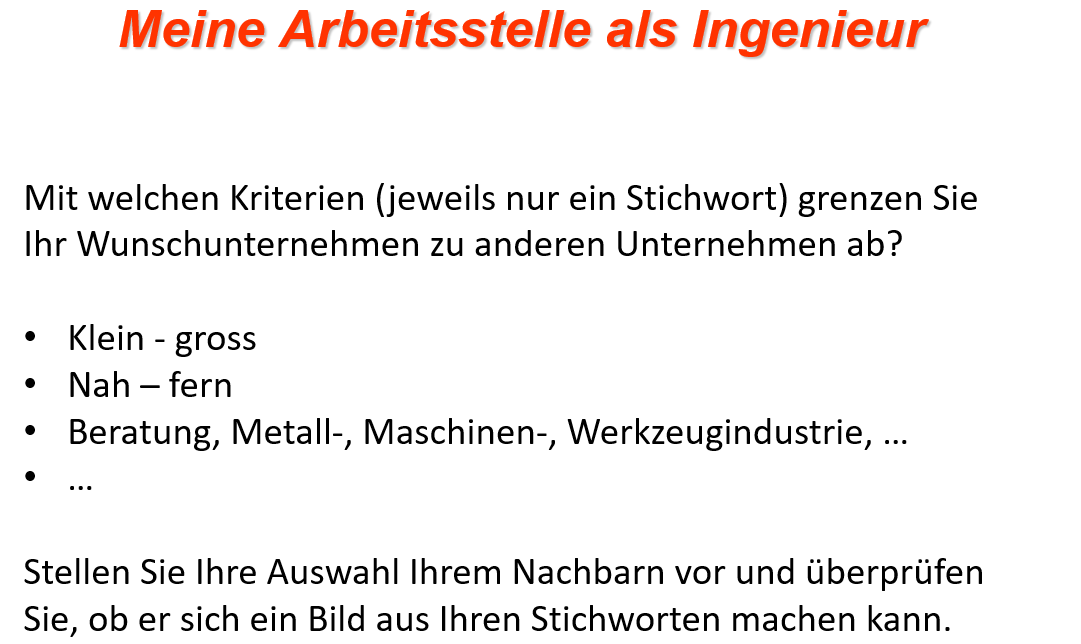 Meine Arbeitsstelle als Ingenieur
Mit welchen Kriterien (jeweils nur ein Stichwort) grenzen Sie
Ihr Wunschunternehmen zu anderen Unternehmen ab?
• Klein - gross
• Nah – fern
• Beratung, Metall-, Maschinen-, Werkzeugindustrie, …
• …
Stellen Sie Ihre Auswahl Ihrem Nachbarn vor und überprüfen
Sie, ob er sich ein Bild aus Ihren Stichworten machen kann.